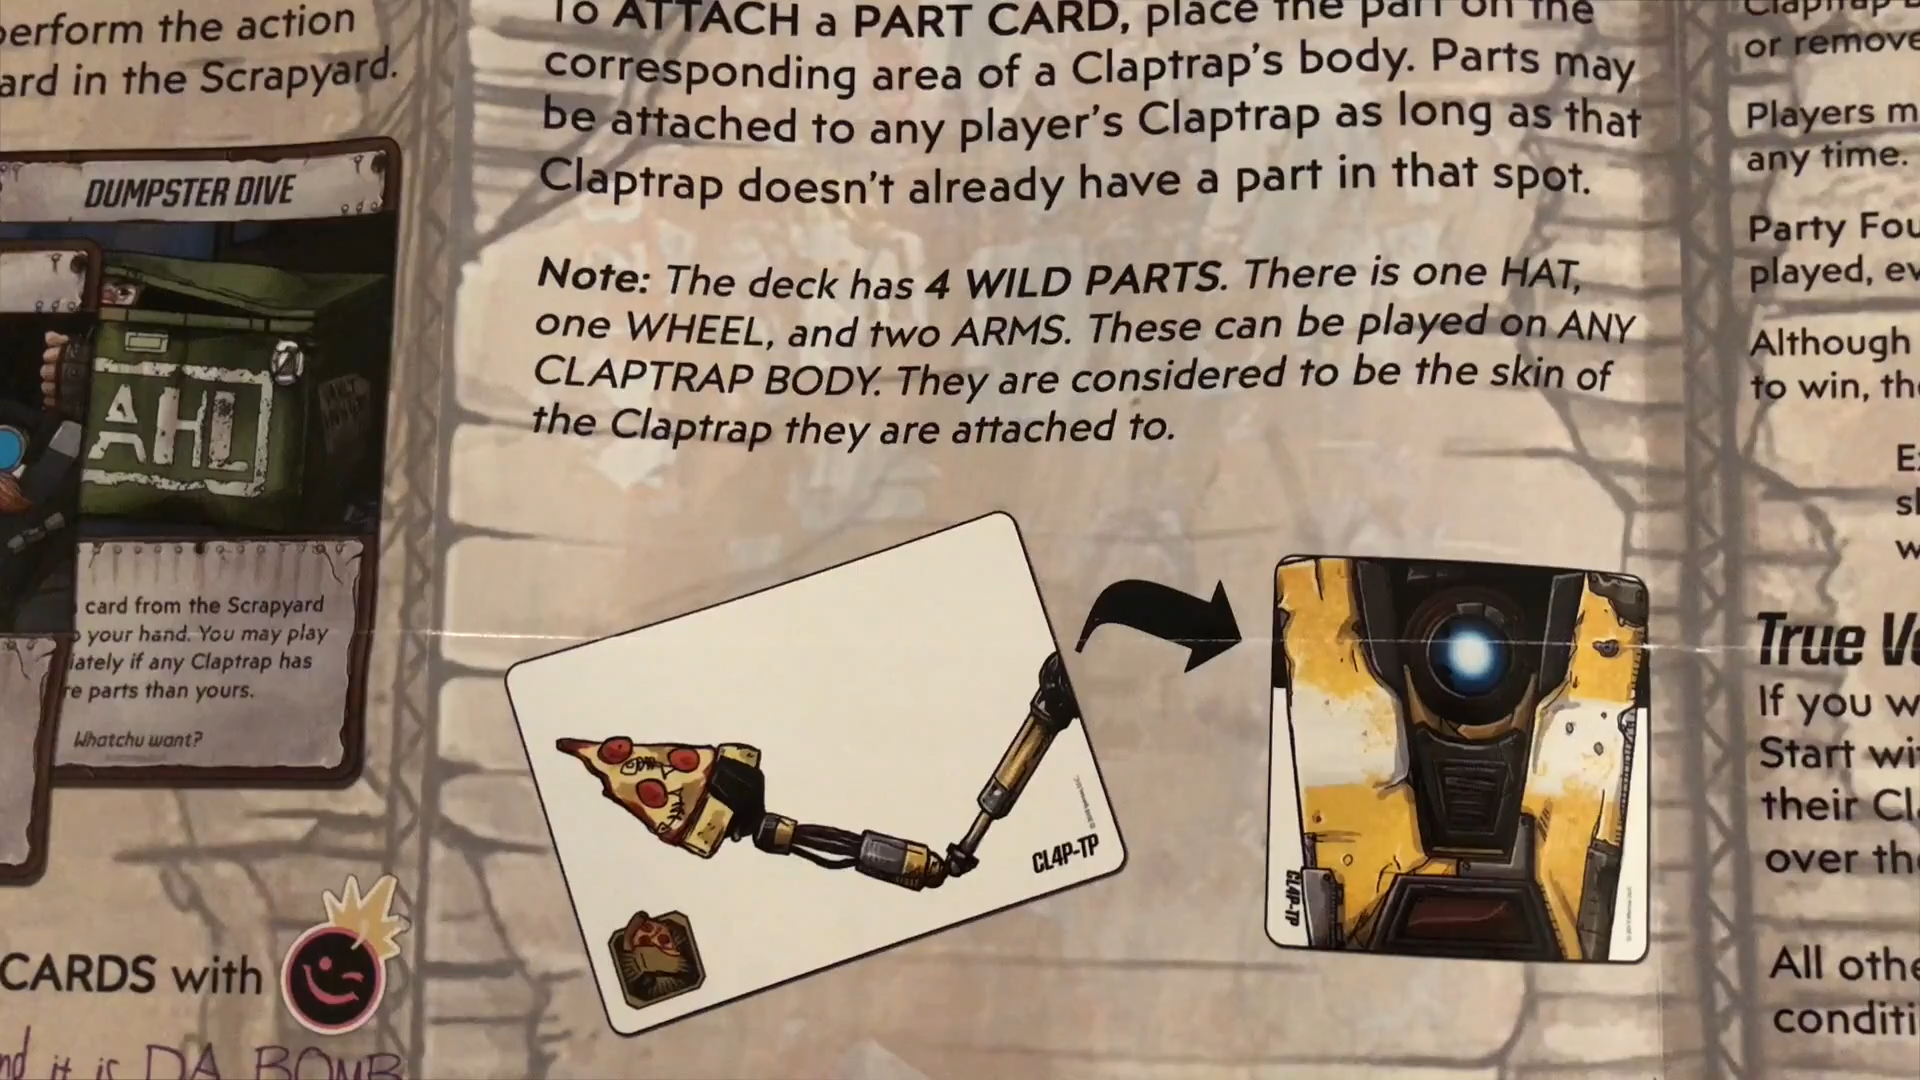 perform the action
ard in the Scrapyard.
DUMPSTER DIVE
AHL
card from the Scrapyard
your hand. You may play
iately if any Claptrap has
re parts than yours.
Whatchu want?
CARDS with
nd it is DA BOMB
To ATTACH a PART CARD, place the part on the
corresponding area of a Claptrap's body. Parts may
be attached to any player's Claptrap as long as that
Claptrap doesn't already have a part in that spot.
Note: The deck has 4 WILD PARTS. There is one HAT,
one WHEEL, and two ARMS. These can be played on ANY
CLAPTRAP BODY. They are considered to be the skin of
the Claptrap they are attached to.
CL4P-TP
CL4P-TP
Claptrap
or remove
Players m
any time.
Party Fou
played, ev
Although
to win, the
True V
If you w
Start wi
their Cl
over the
All othe
conditi